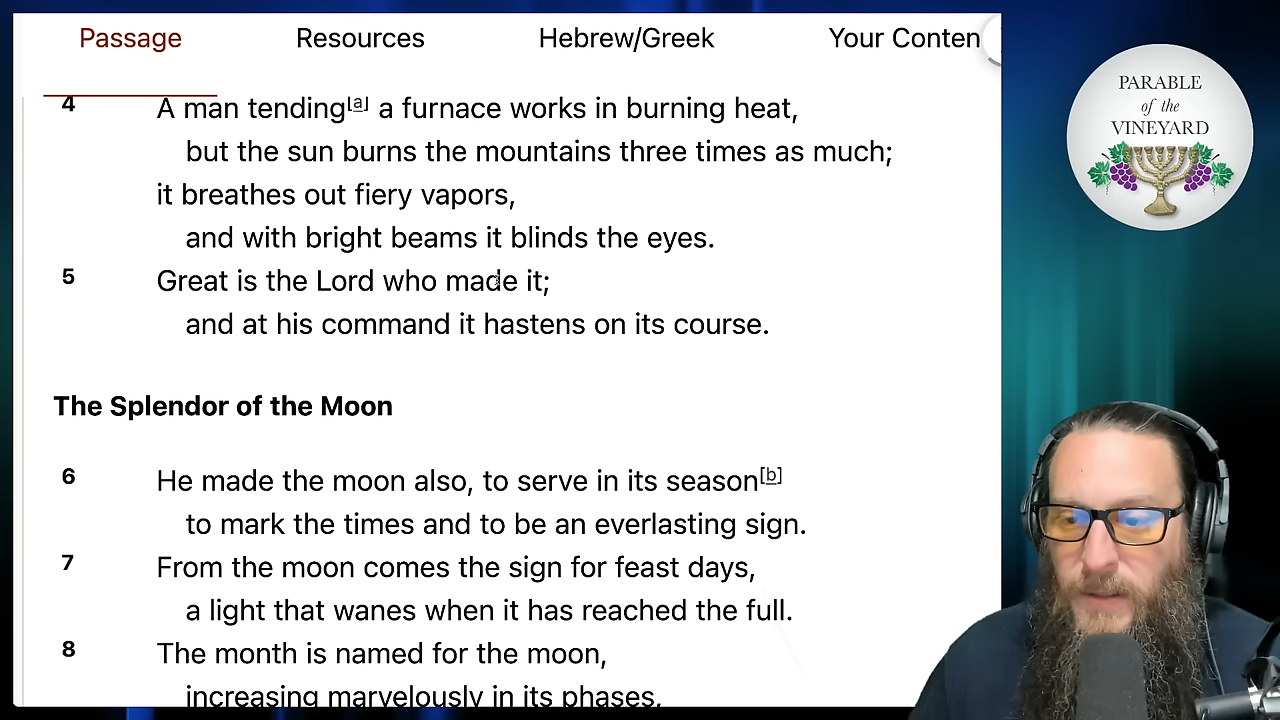 Passage Resources Hebrew/Greek Your Conten
4 A man tending[a] a furnace works in burning heat,
but the sun burns the mountains three times as much;
it breathes out fiery vapors,
and with bright beams it blinds the eyes.
5 Great is the Lord who made it;
and at his command it hastens on its course.
The Splendor of the Moon
6 He made the moon also, to serve in its season[b]
to mark the times and to be an everlasting sign.
7 From the moon comes the sign for feast days,
a light that wanes when it has reached the full.
8 The month is named for the moon,
increasing marvelously in its phases,
PARABLE
of the
VINEYARD